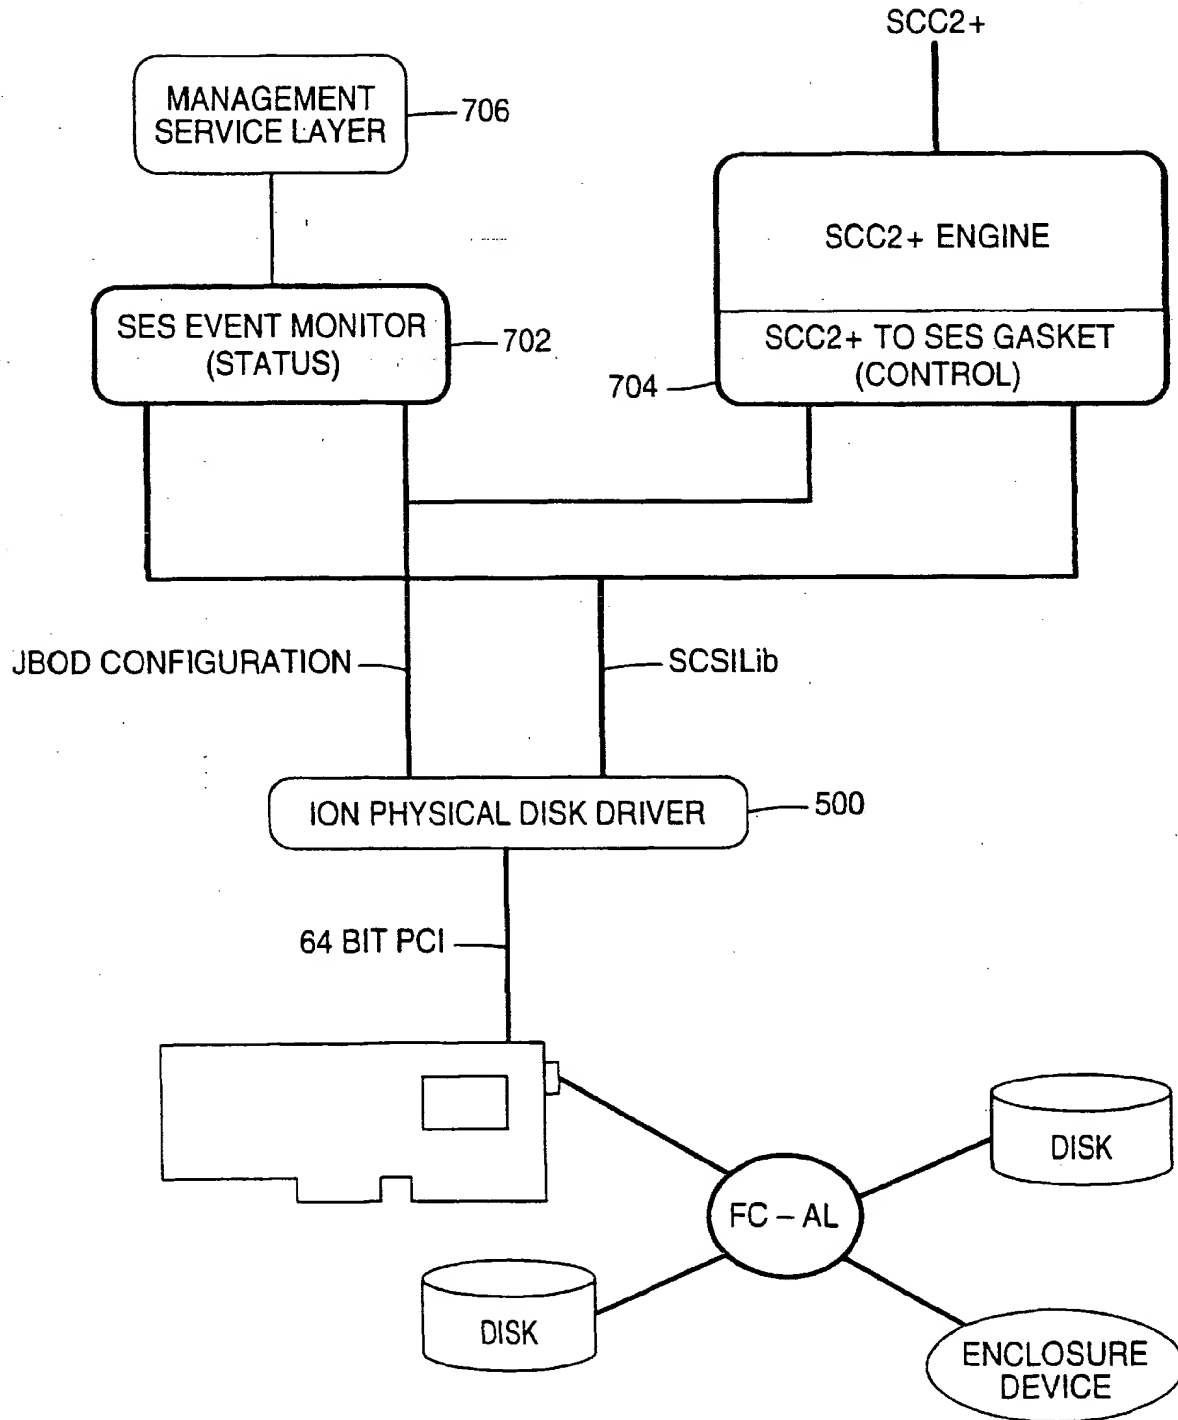 SCC2+
MANAGEMENT
SERVICE LAYER
706
SCC2+ ENGINE
SES EVENT MONITOR
(STATUS)
702
SCC2+ TO SES GASKET
(CONTROL)
704
JBOD CONFIGURATION
SCSILib
ION PHYSICAL DISK DRIVER
500
64 BIT PCI
DISK
FC – AL
DISK
ENCLOSURE
DEVICE